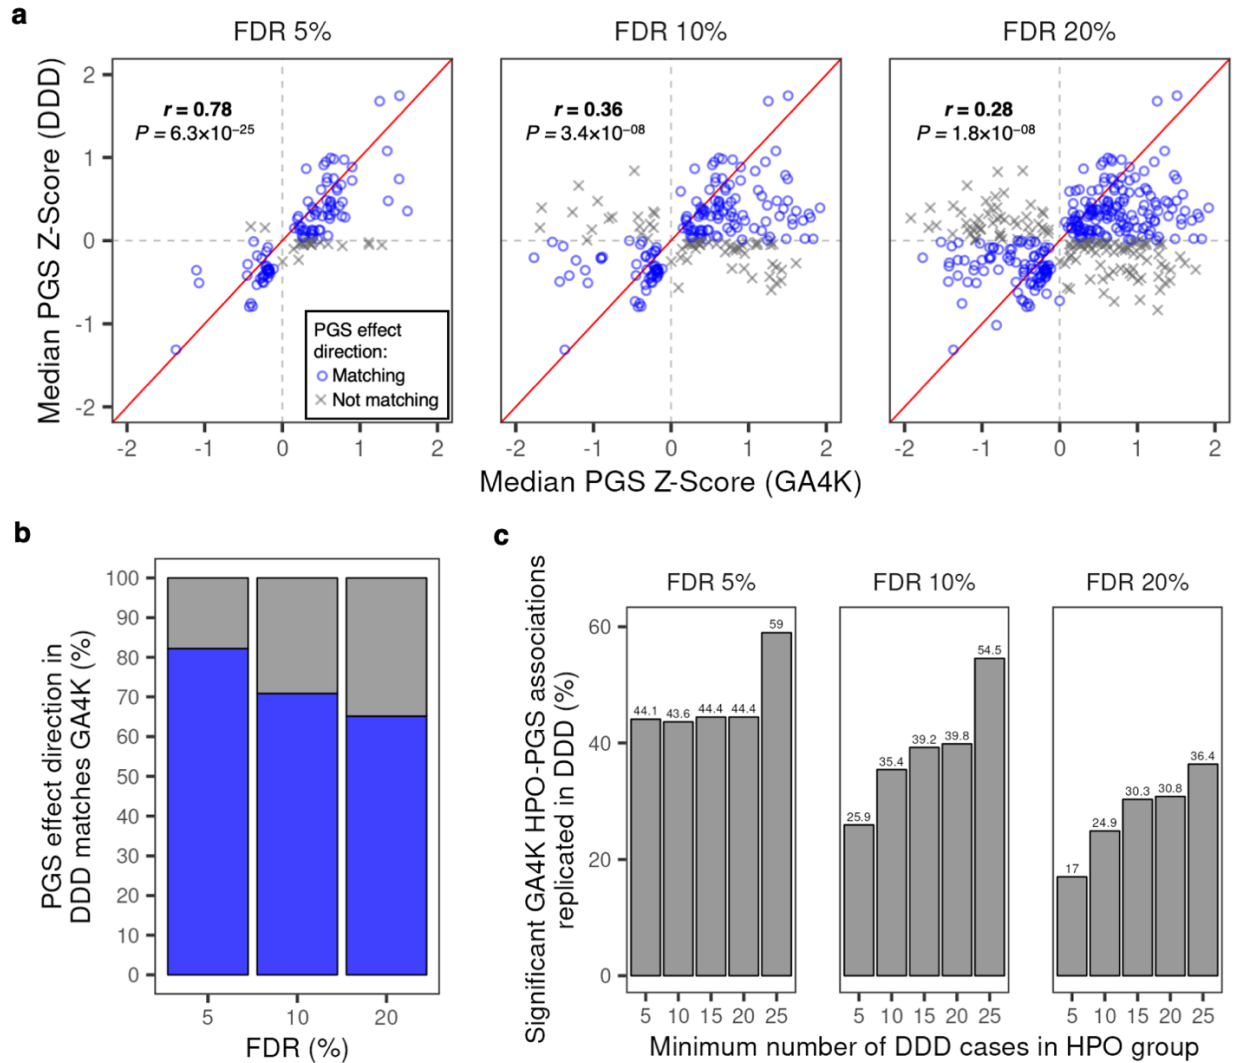 a
FDR 5%
FDR 10%
FDR 20%
Median PGS Z-Score (DDD)
2
1
0
-1
-2
r = 0.78
P = 6.3×10⁻²⁵
r = 0.36
P = 3.4×10⁻⁰⁸
r = 0.28
P = 1.8×10⁻⁰⁸
PGS effect
direction:
Matching
Not matching
-2 -1 0 1 2
-2 -1 0 1 2
-2 -1 0 1 2
Median PGS Z-Score (GA4K)
b
PGS effect direction in
DDD matches GA4K (%)
100
90
80
70
60
50
40
30
20
10
0
5 10 20
FDR (%)
c
Significant GA4K HPO-PGS associations
replicated in DDD (%)
FDR 5%
FDR 10%
FDR 20%
60
40
20
0
44.1 43.6 44.4 44.4 59
25.9 35.4 39.2 39.8 54.5
17 24.9 30.3 30.8 36.4
5 10 15 20 25
5 10 15 20 25
5 10 15 20 25
Minimum number of DDD cases in HPO group